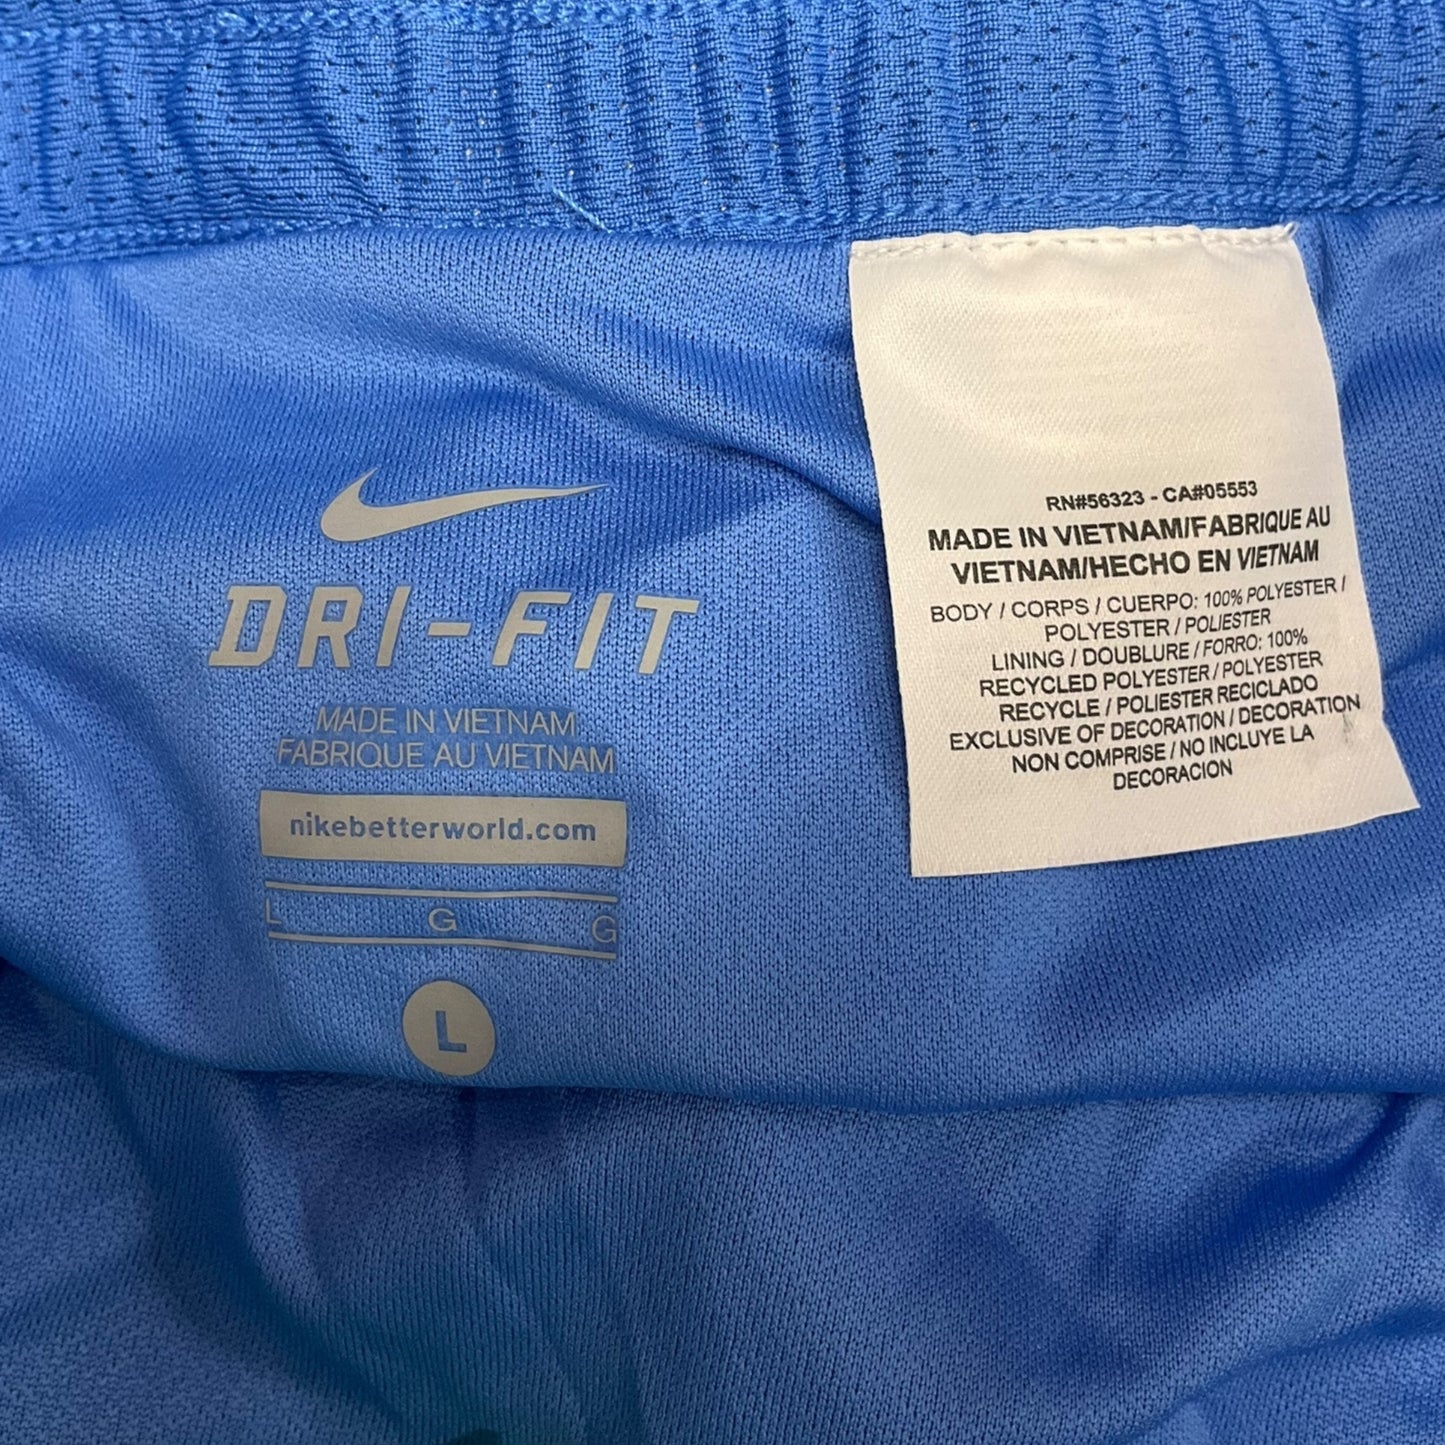 DRI-FIT
MADE IN VIETNAM
FABRIQUE AU VIETNAM
nikebetterworld.com
L G G
L
RN#56323 - CA#05553
MADE IN VIETNAM/FABRIQUE AU
VIETNAM/HECHO EN VIETNAM
BODY / CORPS / CUERPO: 100% POLYESTER /
POLYESTER / POLIESTER
LINING / DOUBLURE / FORRO: 100%
RECYCLED POLYESTER / POLYESTER
RECYCLE / POLIESTER RECICLADO
EXCLUSIVE OF DECORATION / DECORATION
NON COMPRISE / NO INCLUYE LA
DECORACION